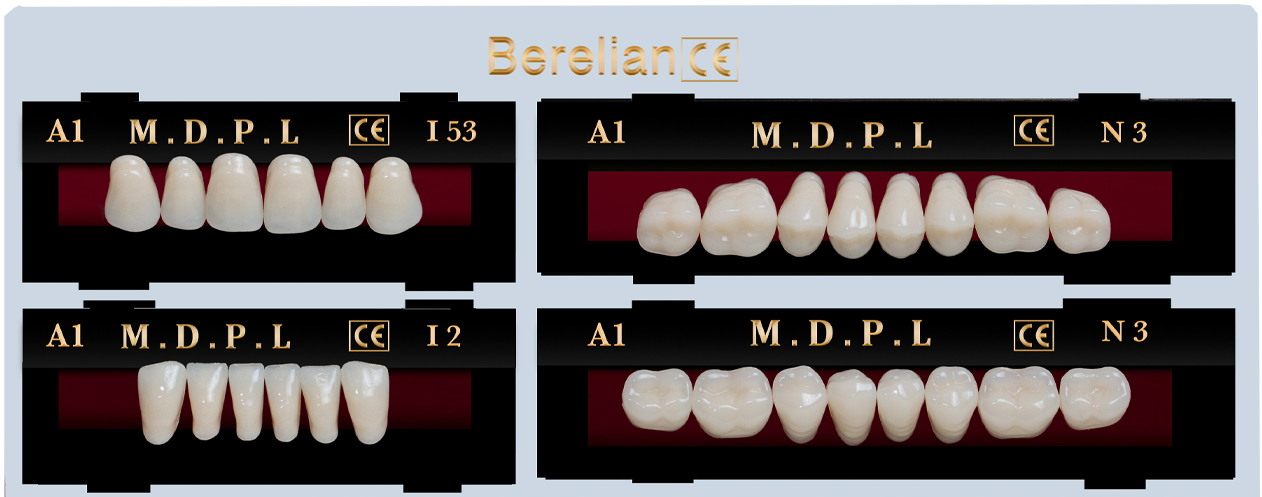 Berelian CE
A1 M.D.P.L CE I 53
A1 M.D.P.L CE N 3
A1 M.D.P.L CE I 2
A1 M.D.P.L CE N 3